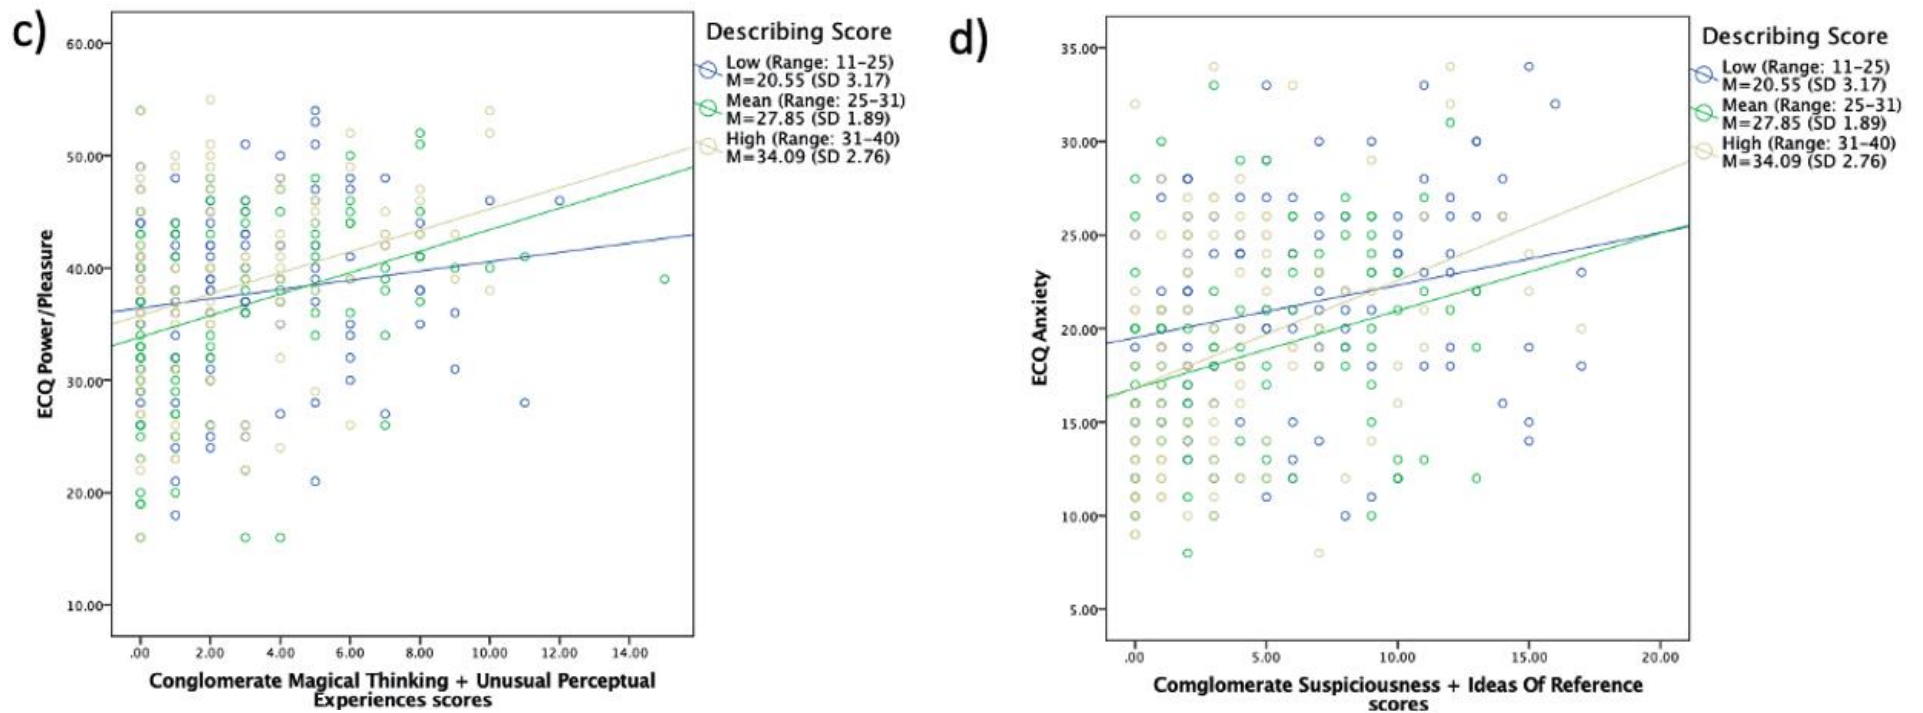 c)
60.00
50.00
40.00
30.00
20.00
10.00
ECQ Power/Pleasure
.00 2.00 4.00 6.00 8.00 10.00 12.00 14.00
Conglomerate Magical Thinking + Unusual Perceptual
Experiences scores
Describing Score
Low (Range: 11-25)
M=20.55 (SD 3.17)
Mean (Range: 25-31)
M=27.85 (SD 1.89)
High (Range: 31-40)
M=34.09 (SD 2.76)
d)
35.00
30.00
25.00
20.00
15.00
10.00
5.00
ECQ Anxiety
.00 5.00 10.00 15.00 20.00
Comglomerate Suspiciousness + Ideas Of Reference
scores
Describing Score
Low (Range: 11-25)
M=20.55 (SD 3.17)
Mean (Range: 25-31)
M=27.85 (SD 1.89)
High (Range: 31-40)
M=34.09 (SD 2.76)